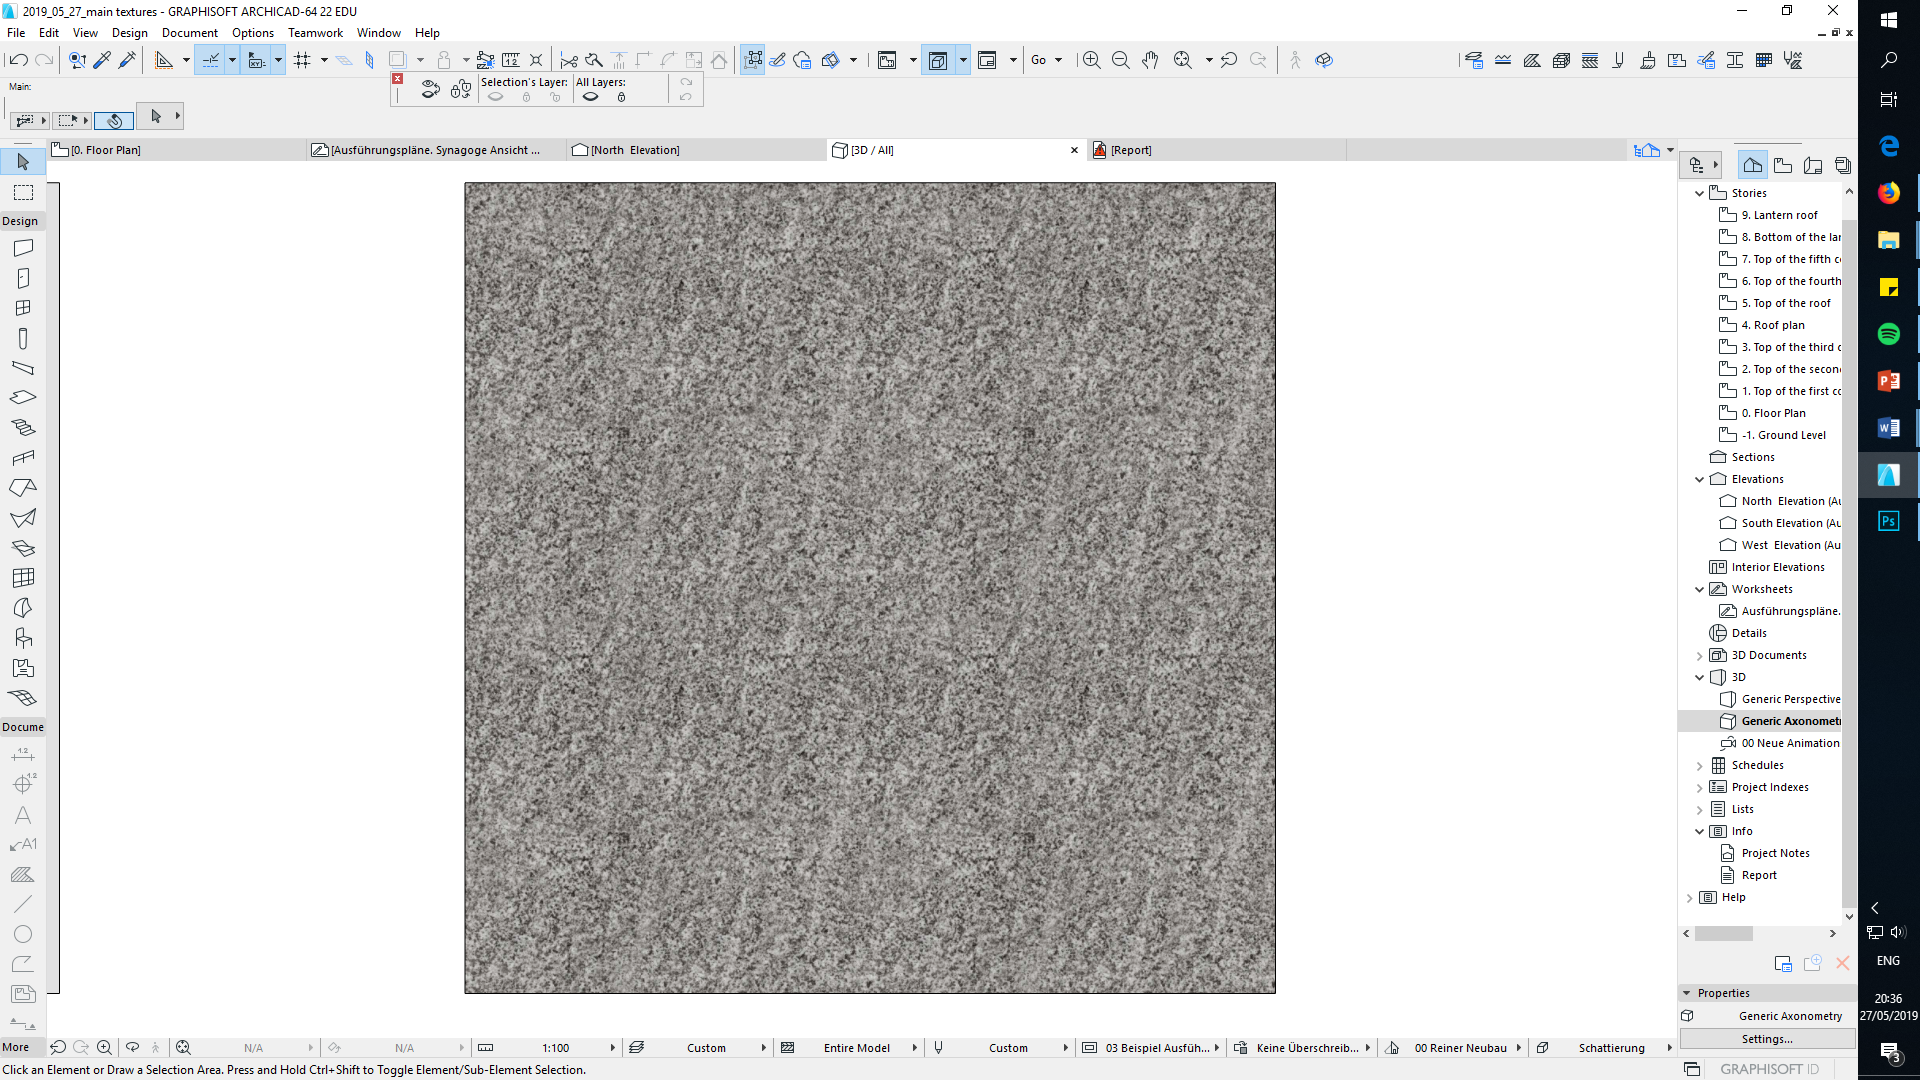 2019_05_27_main textures - GRAPHISOFT ARCHICAD-64 22 EDU
File Edit View Design Document Options Teamwork Window Help
Go
Main:
Selection's Layer: All Layers:
[0. Floor Plan] [Ausführungspläne. Synagoge Ansicht ... [North Elevation] [3D / All] [Report]
Design
Docume
More
1.2
1.2
A
A1
Stories
9. Lantern roof
8. Bottom of the lar
7. Top of the fifth c
6. Top of the fourth
5. Top of the roof
4. Roof plan
3. Top of the third c
2. Top of the secon
1. Top of the first cc
0. Floor Plan
-1. Ground Level
Sections
Elevations
North Elevation (Au
South Elevation (Au
West Elevation (Au
Interior Elevations
Worksheets
Ausführungspläne.
Details
3D Documents
3D
Generic Perspective
Generic Axonomet
00 Neue Animation
Schedules
Project Indexes
Lists
Info
Project Notes
Report
Help
Properties
Generic Axonometry
Settings...
N/A N/A 1:100 Custom Entire Model Custom 03 Beispiel Ausfüh... Keine Überschreib... 00 Reiner Neubau Schattierung
Click an Element or Draw a Selection Area. Press and Hold Ctrl+Shift to Toggle Element/Sub-Element Selection.
GRAPHISOFT ID
Ps
ENG
20:36
27/05/2019
3